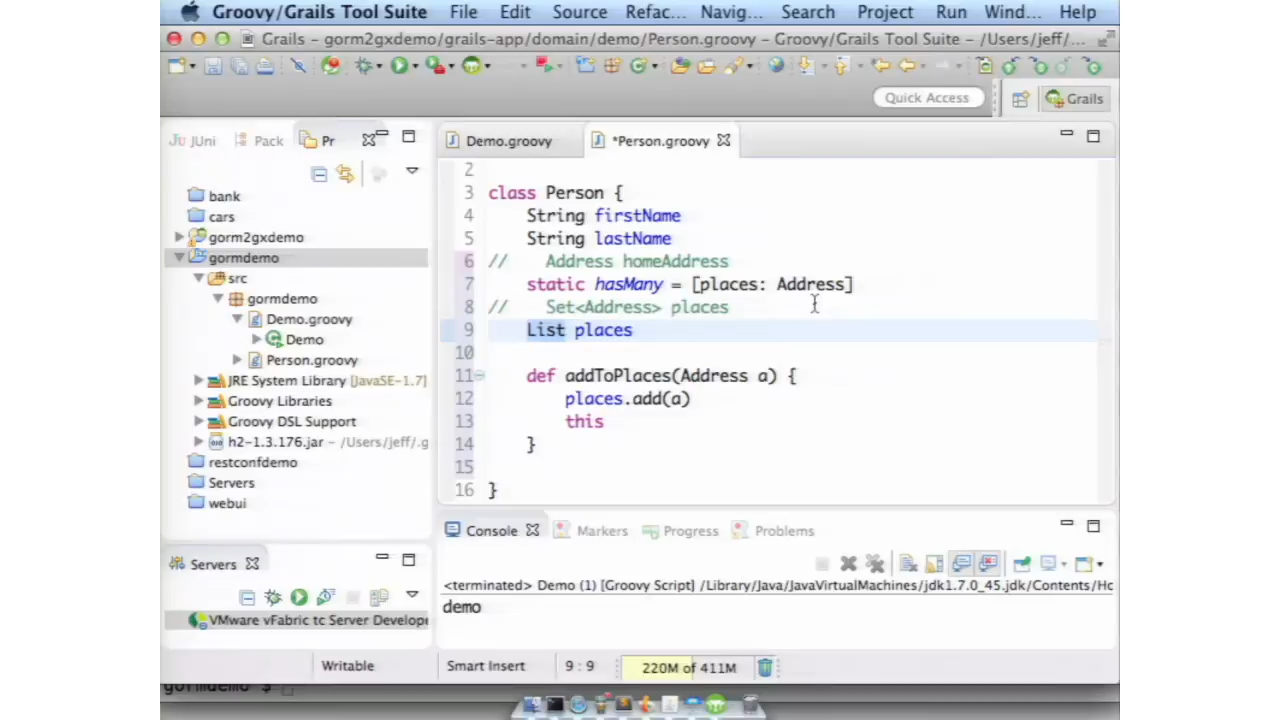 Groovy/Grails Tool Suite File Edit Source Refac... Navig... Search Project Run Wind... Help
Grails - gorm2gxdemo/grails-app/domain/demo/Person.groovy - Groovy/Grails Tool Suite - /Users/jeff/...
Quick Access
Grails
JUni Pack Pr
bank
cars
gorm2gxdemo
gormdemo
src
gormdemo
Demo.groovy
Demo
Person.groovy
JRE System Library [JavaSE-1.7]
Groovy Libraries
Groovy DSL Support
h2-1.3.176.jar - /Users/jeff/.g
restconfdemo
Servers
webui
Demo.groovy *Person.groovy
2
3 class Person {
4 String firstName
5 String lastName
6 // Address homeAddress
7 static hasMany = [places: Address]
8 // Set<Address> places
9 List places
10
11 def addToPlaces(Address a) {
12 places.add(a)
13 this
14 }
15
16 }
Console Markers Progress Problems
<terminated> Demo (1) [Groovy Script] /Library/Java/JavaVirtualMachines/jdk1.7.0_45.jdk/Contents/Hc
demo
Servers
VMware vFabric tc Server Develope
Writable Smart Insert 9 : 9 220M of 411M
gormdemo $